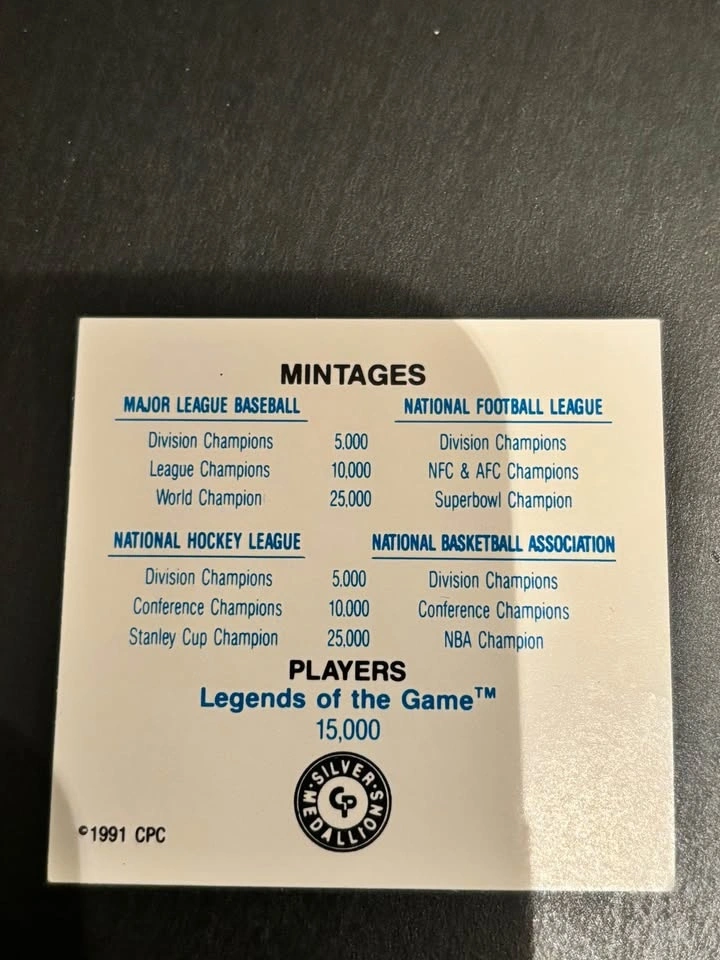 MINTAGES
MAJOR LEAGUE BASEBALL NATIONAL FOOTBALL LEAGUE
Division Champions 5.000 Division Champions
League Champions 10,000 NFC & AFC Champions
World Champion 25,000 Superbowl Champion
NATIONAL HOCKEY LEAGUE NATIONAL BASKETBALL ASSOCIATION
Division Champions 5.000 Division Champions
Conference Champions 10.000 Conference Champions
Stanley Cup Champion 25,000 NBA Champion
PLAYERS
Legends of the Game™
15,000
SILVER
CP
MEDALLIONS
©1991 CPC